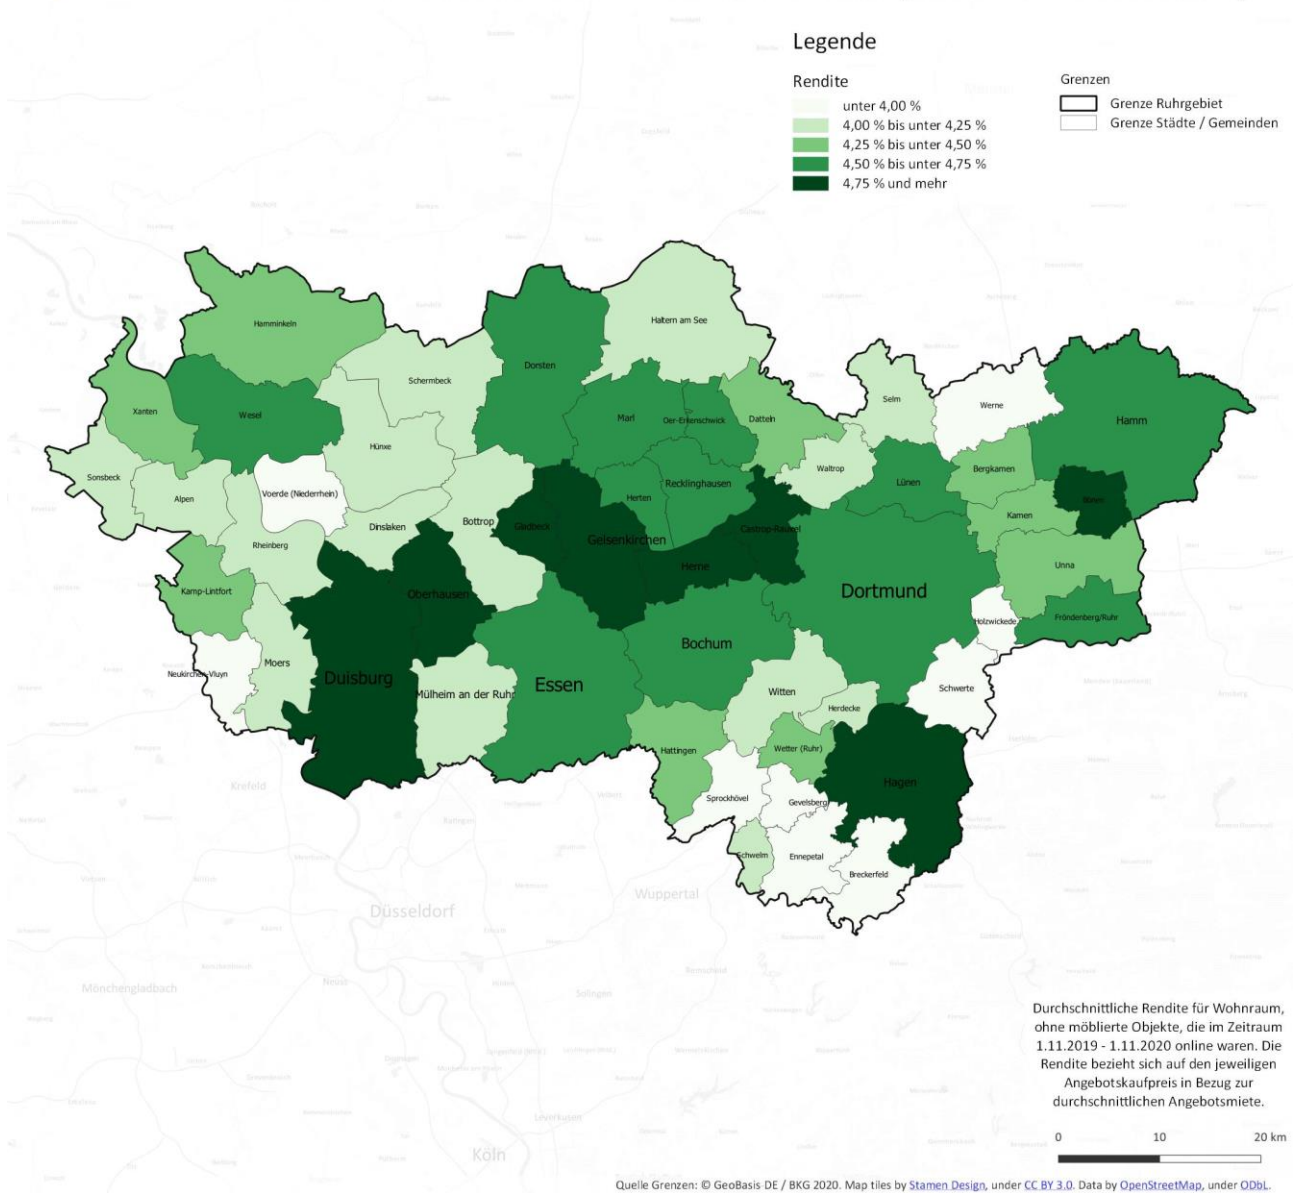 Legende
Rendite
unter 4,00 %
4,00 % bis unter 4,25 %
4,25 % bis unter 4,50 %
4,50 % bis unter 4,75 %
4,75 % und mehr
Grenzen
Grenze Ruhrgebiet
Grenze Städte / Gemeinden
Hamminkeln
Haltern am See
Dorsten
Schermbeck
Xanten
Wesel
Marl
Oer-Erkenschwick
Datteln
Selm
Werne
Hamm
Hünxe
Sonsbeck
Alpen
Voerde (Niederrhein)
Waltrop
Lünen
Bergkamen
Bönen
Herten
Recklinghausen
Kamen
Dinslaken
Bottrop
Gladbeck
Castrop-Rauxel
Rheinberg
Gelsenkirchen
Herne
Unna
Kamp-Lintfort
Oberhausen
Dortmund
Holzwickede
Fröndenberg/Ruhr
Bochum
Neukirchen-Vluyn
Moers
Duisburg
Mülheim an der Ruhr
Essen
Witten
Schwerte
Herdecke
Hattingen
Wetter (Ruhr)
Hagen
Sprockhövel
Gevelsberg
Schwelm
Ennepetal
Breckerfeld
Krefeld
Wuppertal
Düsseldorf
Mönchengladbach
Neuss
Remscheid
Solingen
Leverkusen
Köln
Durchschnittliche Rendite für Wohnraum,
ohne möblierte Objekte, die im Zeitraum
1.11.2019 - 1.11.2020 online waren. Die
Rendite bezieht sich auf den jeweiligen
Angebotskaufpreis in Bezug zur
durchschnittlichen Angebotsmiete.
0 10 20 km
Quelle Grenzen: © GeoBasis DE / BKG 2020. Map tiles by Stamen Design, under CC BY 3.0. Data by OpenStreetMap, under ODbL.